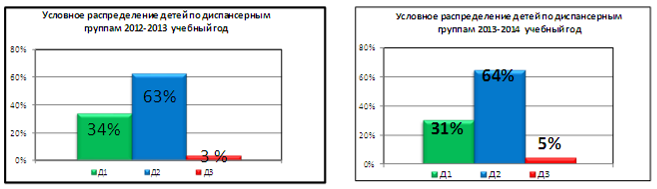 Условное распределение детей по диспансерным
группам 2012-2013 учебный год
80%
60%
40%
20%
0%
34%
63%
3 %
Д1 Д2 Д3
Условное распределение детей по диспансерным
группам 2013-2014 учебный год
80%
60%
40%
20%
0%
31%
64%
5%
Д1 Д2 Д3